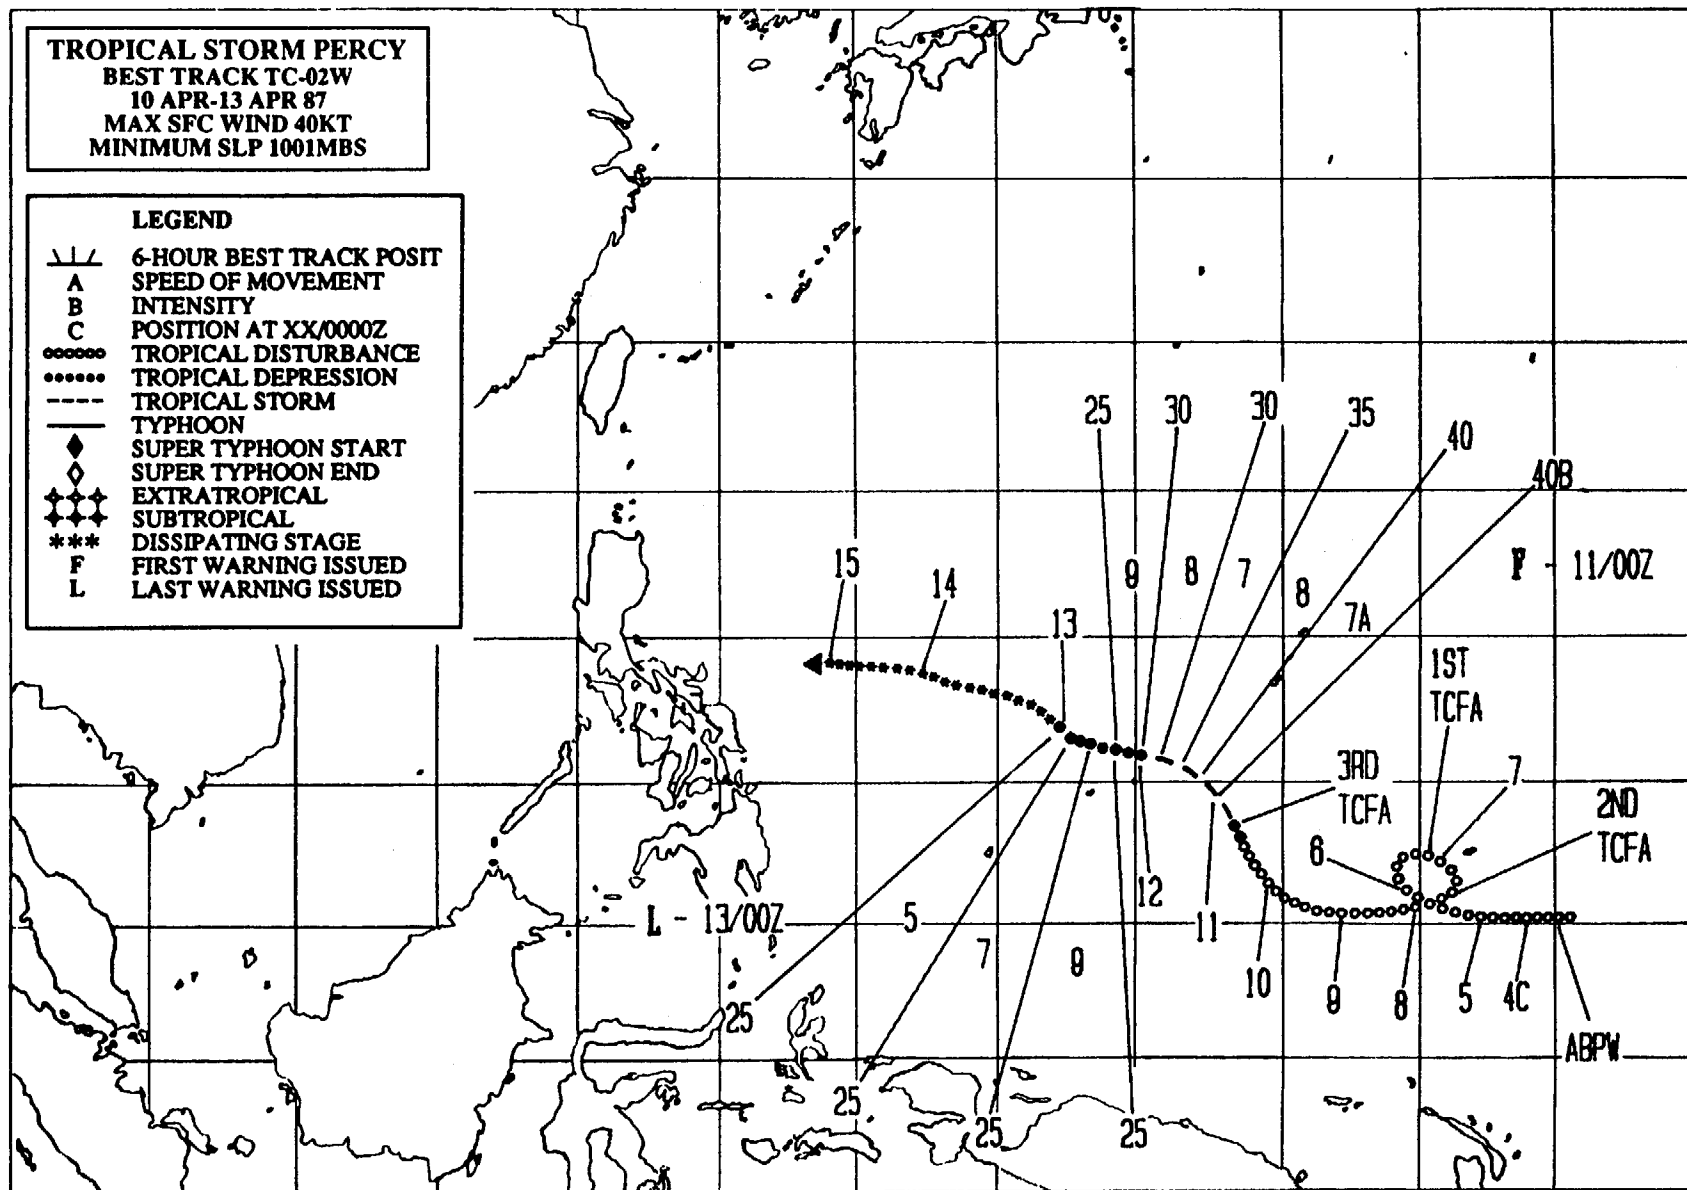 TROPICAL STORM PERCY
BEST TRACK TC-02W
10 APR-13 APR 87
MAX SFC WIND 40KT
MINIMUM SLP 1001MBS
LEGEND
6-HOUR BEST TRACK POSIT
A SPEED OF MOVEMENT
B INTENSITY
C POSITION AT XX/0000Z
TROPICAL DISTURBANCE
TROPICAL DEPRESSION
TROPICAL STORM
TYPHOON
SUPER TYPHOON START
SUPER TYPHOON END
EXTRATROPICAL
SUBTROPICAL
*** DISSIPATING STAGE
F FIRST WARNING ISSUED
L LAST WARNING ISSUED
25 30 30 35
40
40B
15 14 9 8 7 8 F - 11/00Z
13 7A
1ST
TCFA
3RD
TCFA
7
2ND
TCFA
6
L - 13/00Z 5 12 11
7 9 10 9 8 5 4C
25
ABPW
25 25 25